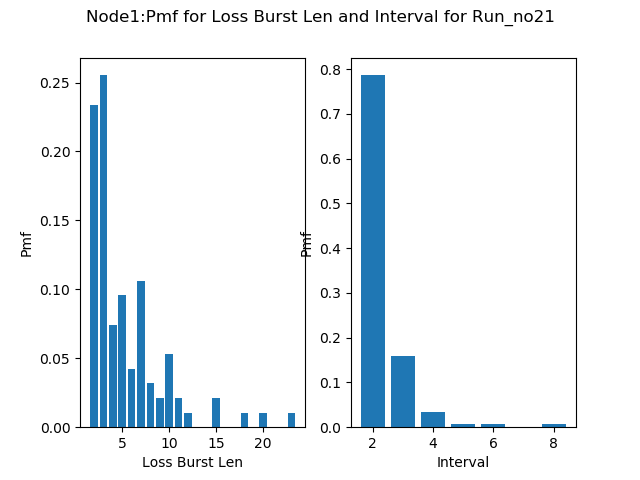 Node1:Pmf for Loss Burst Len and Interval for Run_no21
Pmf
0.25
0.20
0.15
0.10
0.05
0.00
5 10 15 20
Loss Burst Len
Pmf
0.8
0.7
0.6
0.5
0.4
0.3
0.2
0.1
0.0
2 4 6 8
Interval